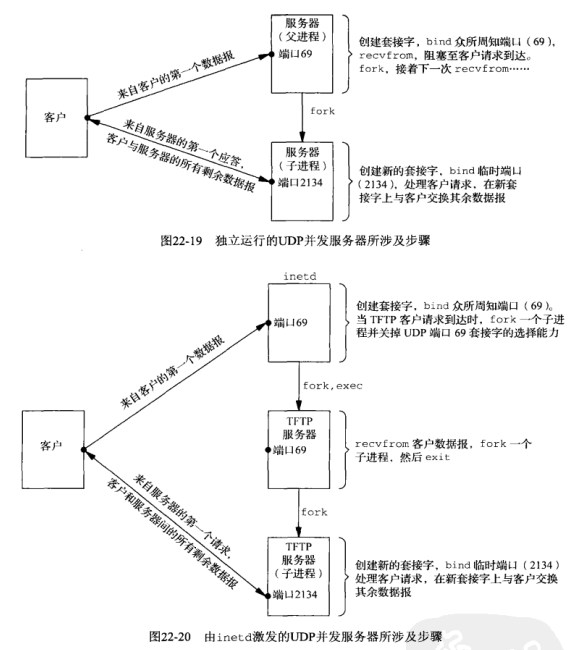 服务器
(父进程)
端口69
创建套接字，bind 众所周知端口（69），
recvfrom，阻塞至客户请求到达。
fork，接着下一次 recvfrom……
来自客户的第一个数据报
客户
fork
来自服务器的第一个应答，
客户与服务器的所有剩余数据报
服务器
(子进程)
端口2134
创建新的套接字，bind 临时端口
（2134），处理客户请求，在新套
接字上与客户交换其余数据报
图22-19 独立运行的UDP并发服务器所涉及步骤
inetd
端口69
创建套接字，bind 众所周知端口（69）。
当 TFTP 客户请求到达时，fork 一个子进
程并关掉 UDP 端口 69 套接字的选择能力
来自客户的第一个数据报
fork,exec
客户
TFTP
服务器
端口69
recvfrom 客户数据报，fork 一个
子进程，然后 exit
来自服务器的第一个请求，
客户和服务器间的所有剩余数据报
fork
TFTP
服务器
(子进程)
端口2134
创建新的套接字，bind 临时端口（2134）
处理客户请求，在新套接字上与客户交换
其余数据报
图22-20 由inetd激发的UDP并发服务器所涉及步骤